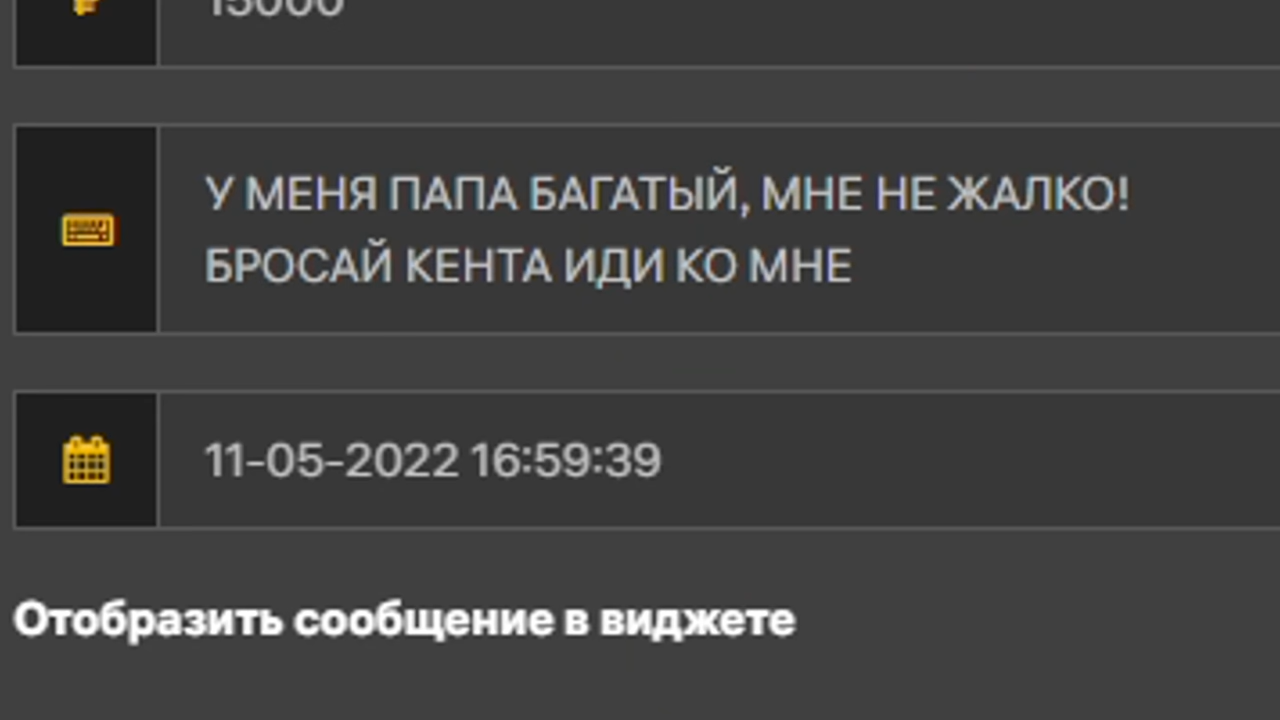 15000
У МЕНЯ ПАПА БАГАТЫЙ, МНЕ НЕ ЖАЛКО!
БРОСАЙ КЕНТА ИДИ КО МНЕ
11-05-2022 16:59:39
Отобразить сообщение в виджете